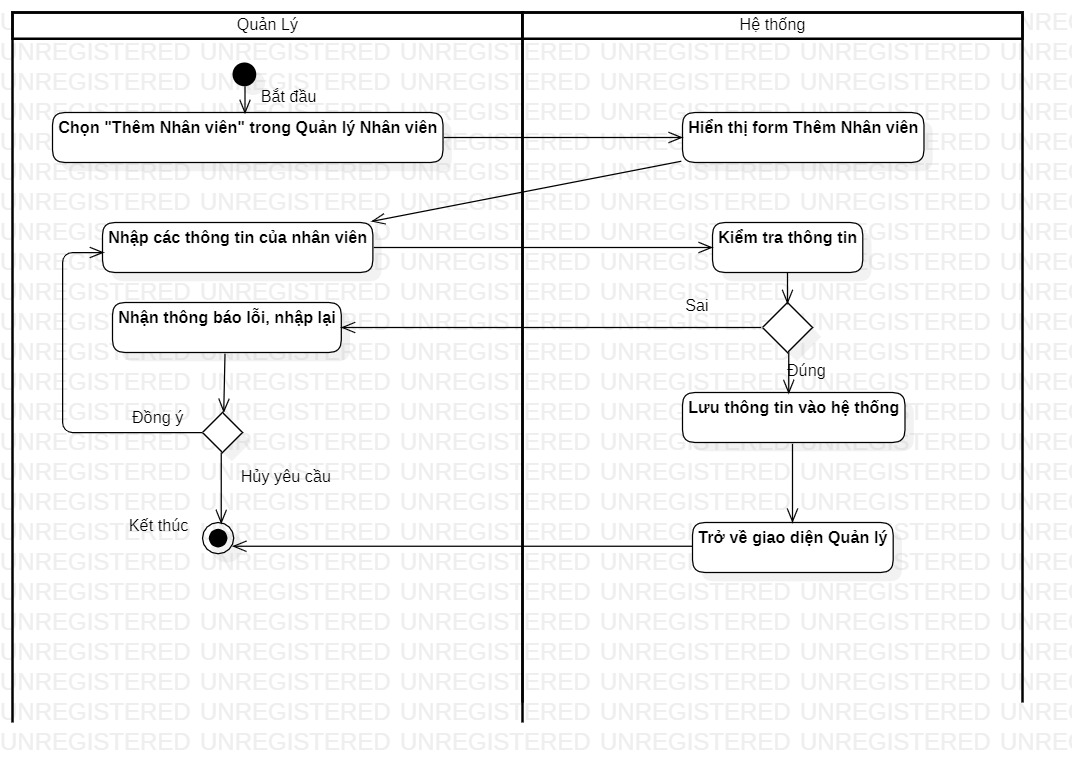 Quản Lý
Hệ thống
Bắt đầu
Chọn "Thêm Nhân viên" trong Quản lý Nhân viên
Hiển thị form Thêm Nhân viên
Nhập các thông tin của nhân viên
Kiểm tra thông tin
Sai
Nhận thông báo lỗi, nhập lại
Đúng
Lưu thông tin vào hệ thống
Đồng ý
Hủy yêu cầu
Kết thúc
Trở về giao diện Quản lý
UNREGISTERED